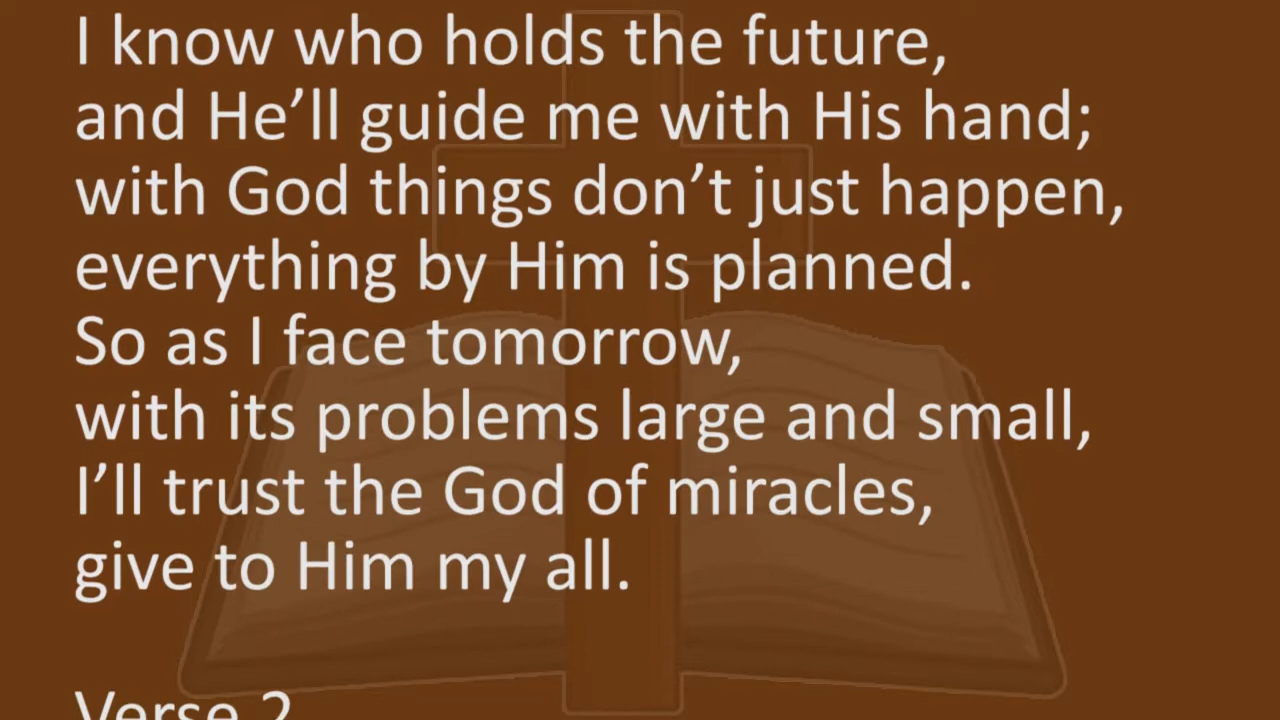 I know who holds the future,
and He’ll guide me with His hand;
with God things don’t just happen,
everything by Him is planned.
So as I face tomorrow,
with its problems large and small,
I’ll trust the God of miracles,
give to Him my all.
Verse 2